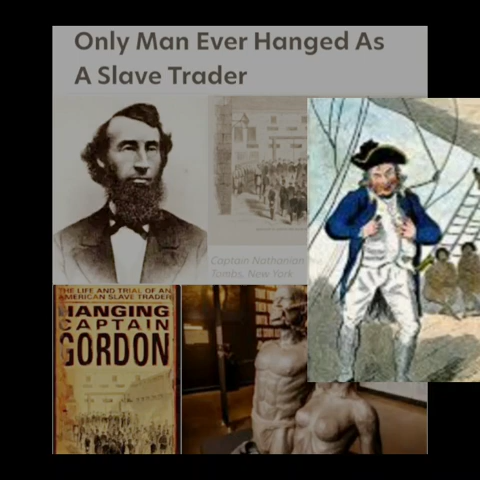 Only Man Ever Hanged As
A Slave Trader
Captain Nathanian
Tombs, New York
THE LIFE AND TRIAL OF AN
AMERICAN SLAVE TRADER
HANGING
CAPTAIN
GORDON